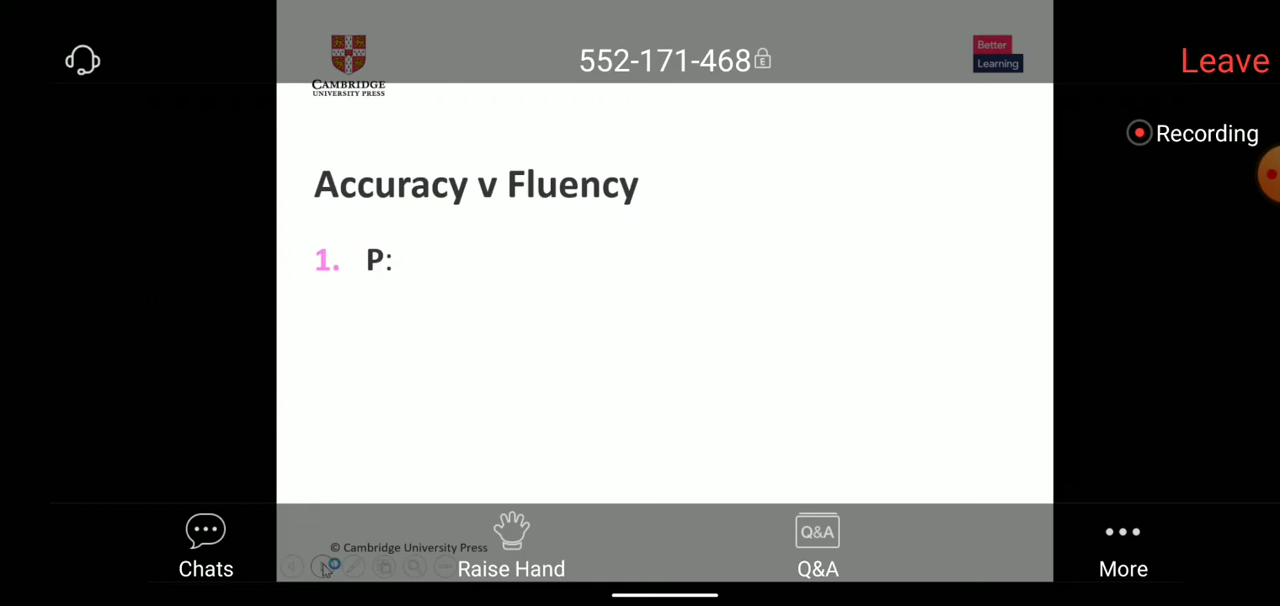 CAMBRIDGE
UNIVERSITY PRESS
552-171-468
E
Better
Learning
Leave
Recording
Accuracy v Fluency
1. P:
© Cambridge University Press
Chats
Raise Hand
Q&A
Q&A
More